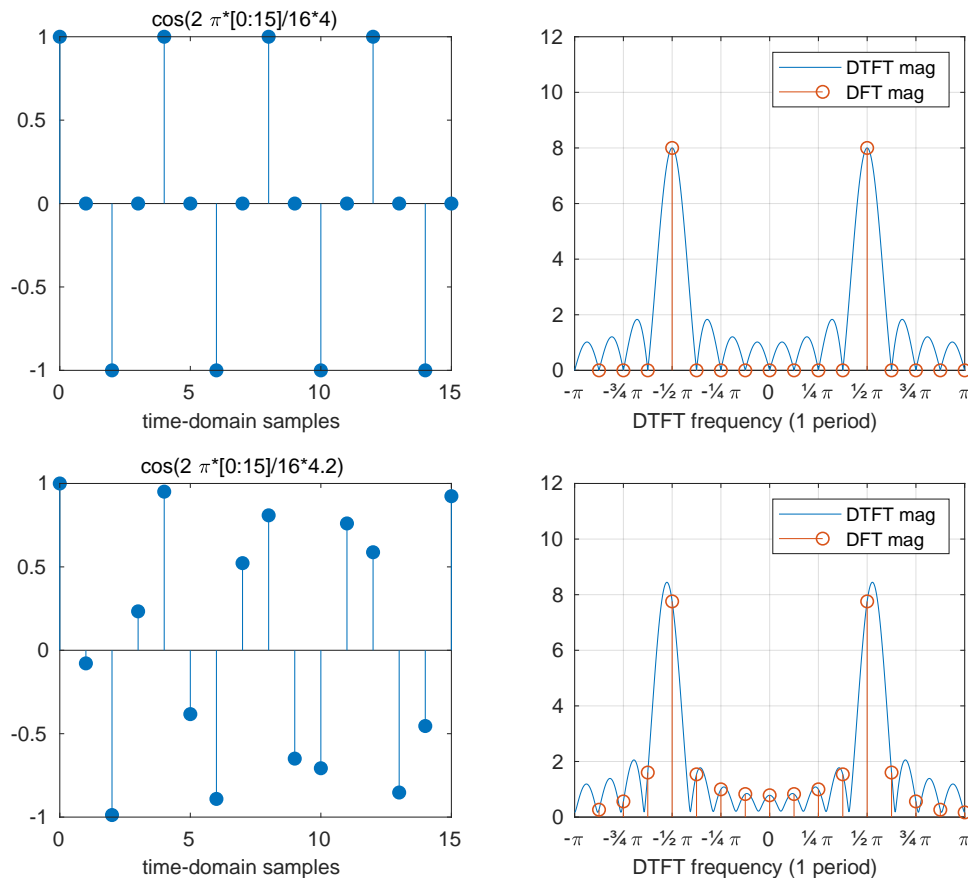 cos(2 π*[0:15]/16*4)
1
0.5
0
-0.5
-1
0 5 10 15
time-domain samples
12
10
8
6
4
2
0
DTFT mag
DFT mag
-π -¾ π -½ π -¼ π 0 ¼ π ½ π ¾ π π
DTFT frequency (1 period)
cos(2 π*[0:15]/16*4.2)
1
0.5
0
-0.5
-1
0 5 10 15
time-domain samples
12
10
8
6
4
2
0
DTFT mag
DFT mag
-π -¾ π -½ π -¼ π 0 ¼ π ½ π ¾ π π
DTFT frequency (1 period)